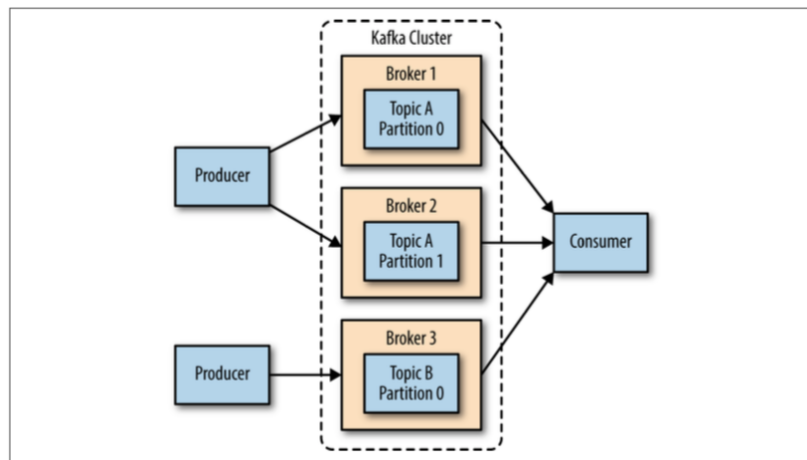 Kafka Cluster
Broker 1
Topic A
Partition 0
Producer
Broker 2
Topic A
Partition 1
Consumer
Broker 3
Producer
Topic B
Partition 0